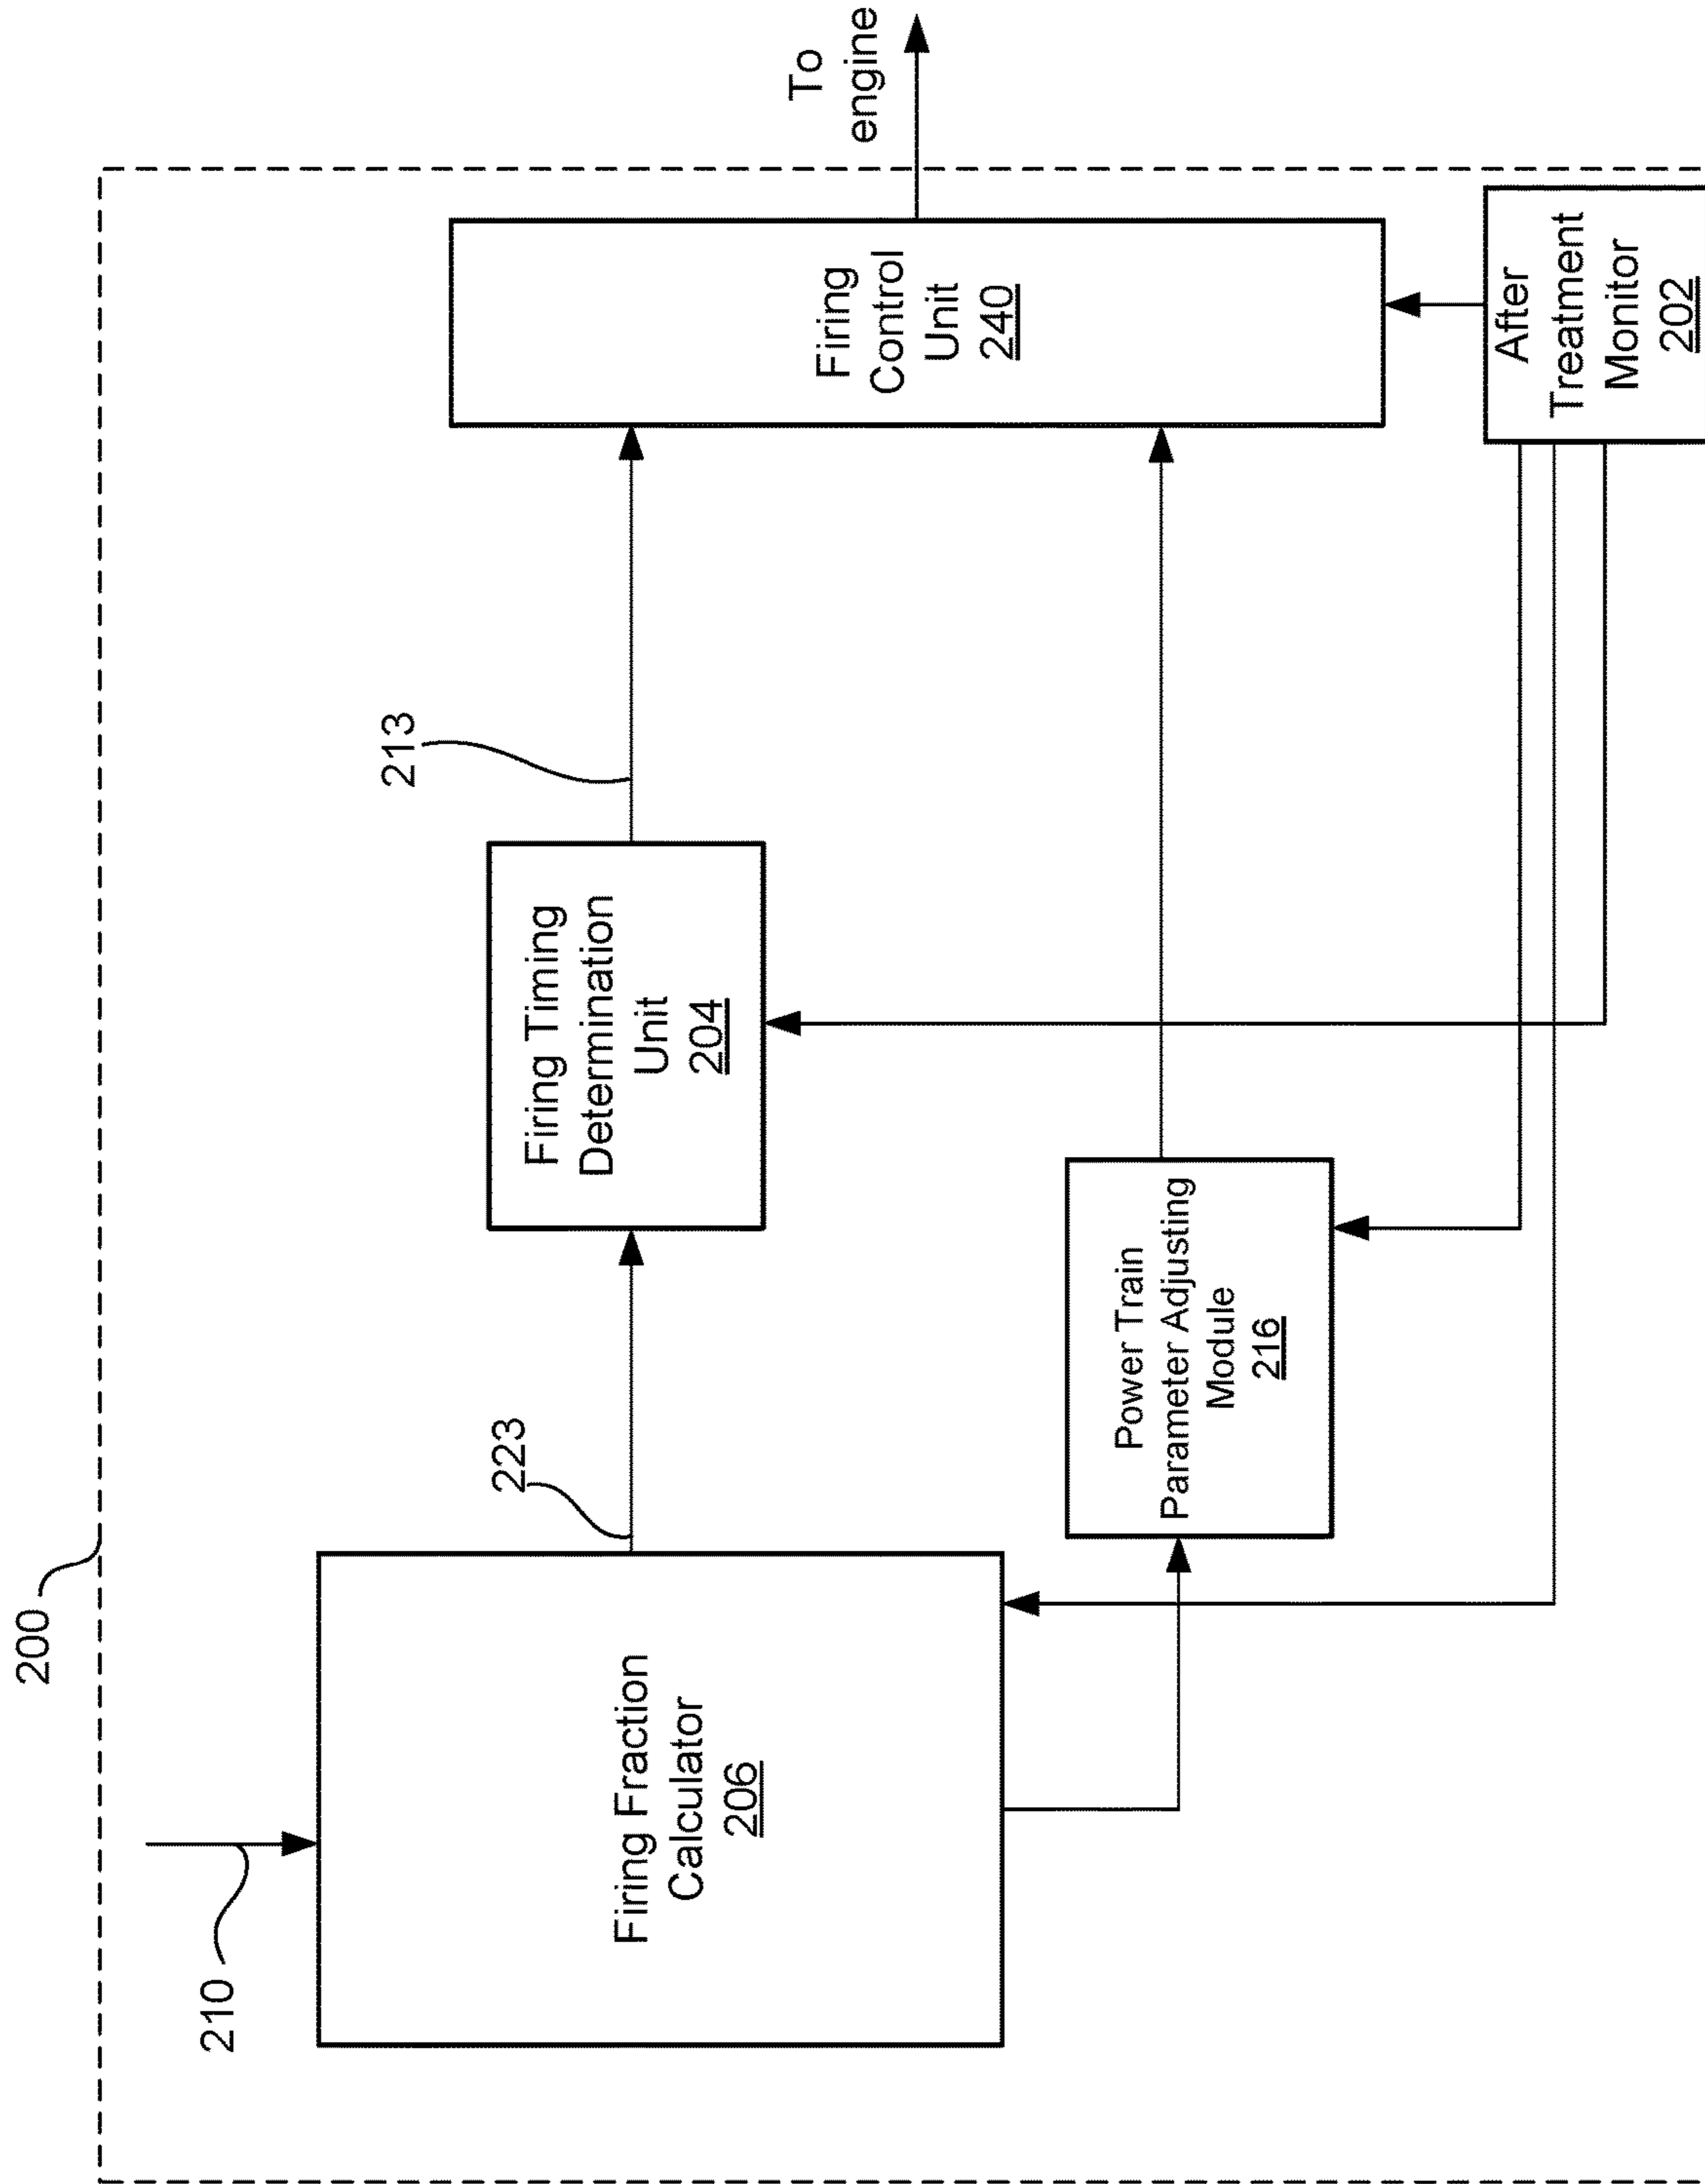 200
210
Firing Fraction
Calculator
206
223
Firing Timing
Determination
Unit
204
213
Power Train
Parameter Adjusting
Module
216
Firing
Control
Unit
240
To
engine
After
Treatment
Monitor
202